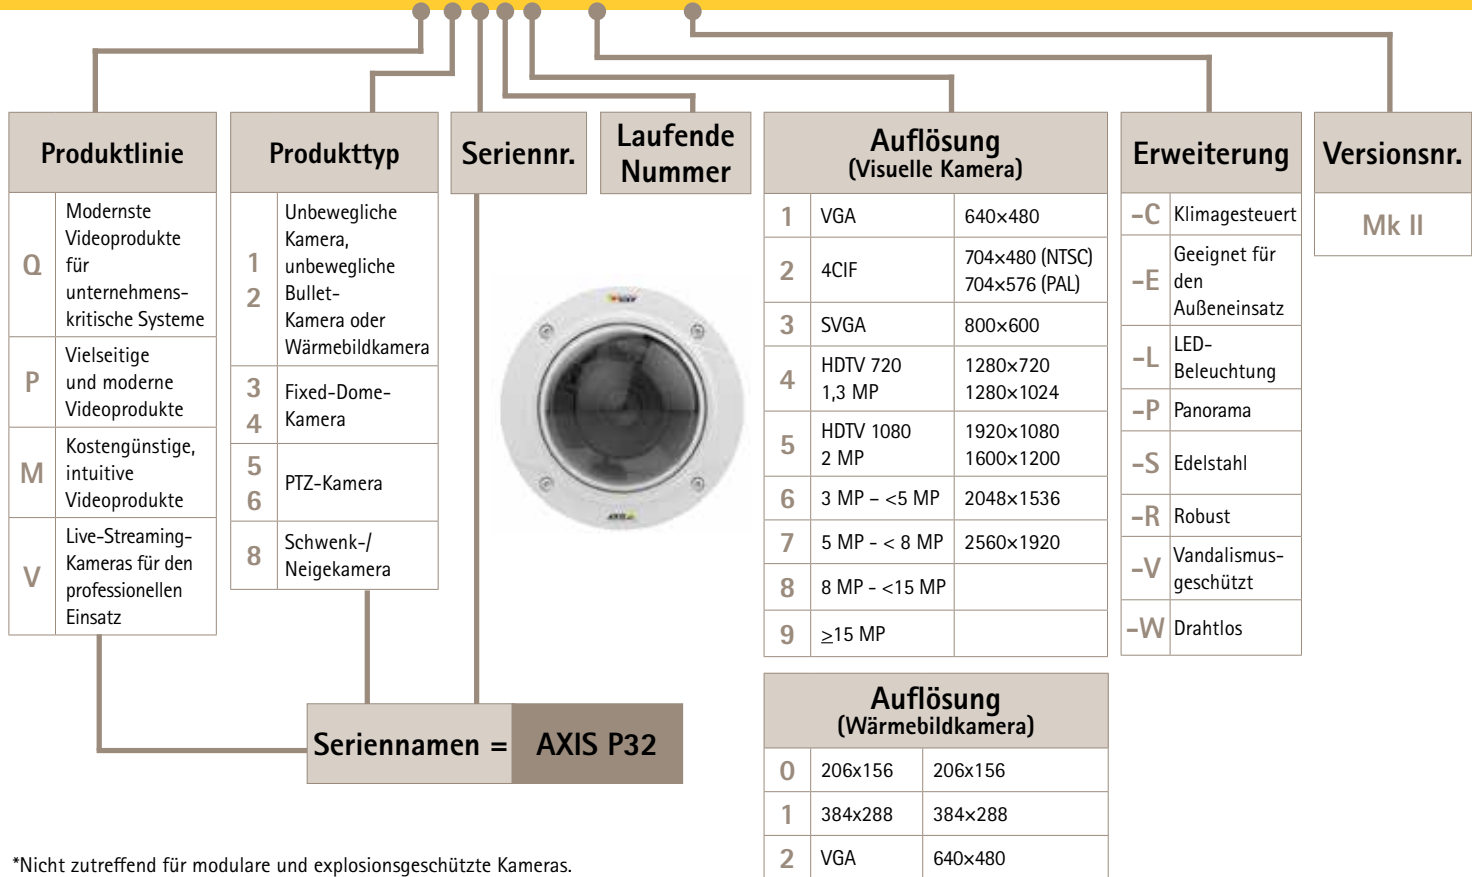 Produktlinie
Q
Modernste
Videoprodukte
für
unternehmens-
kritische Systeme
P
Vielseitige
und moderne
Videoprodukte
M
Kostengünstige,
intuitive
Videoprodukte
V
Live-Streaming-
Kameras für den
professionellen
Einsatz
Produkttyp
1
2
Unbewegliche
Kamera,
unbewegliche
Bullet-
Kamera oder
Wärmebildkamera
3
4
Fixed-Dome-
Kamera
5
6
PTZ-Kamera
8
Schwenk-/
Neigekamera
Seriennr.
Laufende
Nummer
AXIS
AXIS
Auflösung
(Visuelle Kamera)
1 VGA 640×480
2 4CIF 704×480 (NTSC)
704×576 (PAL)
3 SVGA 800×600
4 HDTV 720 1280×720
1,3 MP 1280×1024
5 HDTV 1080 1920×1080
2 MP 1600×1200
6 3 MP – <5 MP 2048×1536
7 5 MP - < 8 MP 2560×1920
8 8 MP - <15 MP
9 ≥15 MP
Erweiterung
-C Klimagesteuert
-E Geeignet für
den
Außeneinsatz
-L LED-
Beleuchtung
-P Panorama
-S Edelstahl
-R Robust
-V Vandalismus-
geschützt
-W Drahtlos
Versionsnr.
Mk II
Seriennamen = AXIS P32
Auflösung
(Wärmebildkamera)
0 206x156 206x156
1 384x288 384×288
2 VGA 640×480
*Nicht zutreffend für modulare und explosionsgeschützte Kameras.